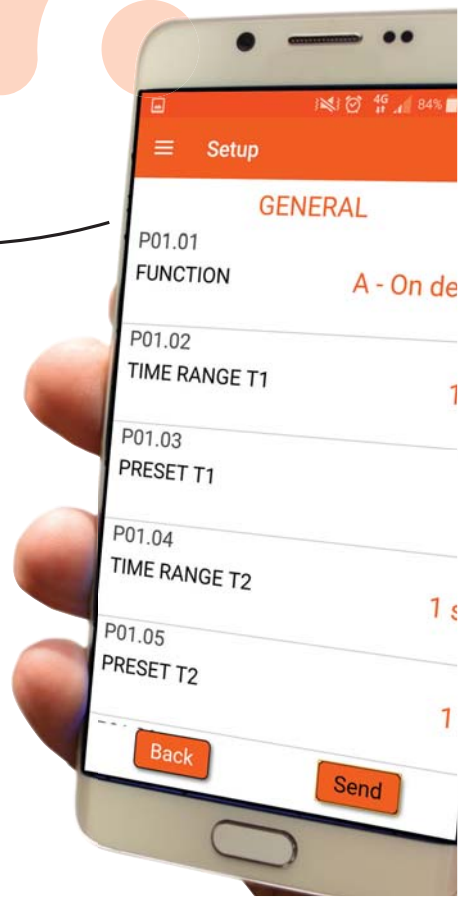 4G 84%
Setup
GENERAL
P01.01
FUNCTION A - On de
P01.02
TIME RANGE T1 1
P01.03
PRESET T1
P01.04
TIME RANGE T2 1 s
P01.05
PRESET T2 1
Back Send